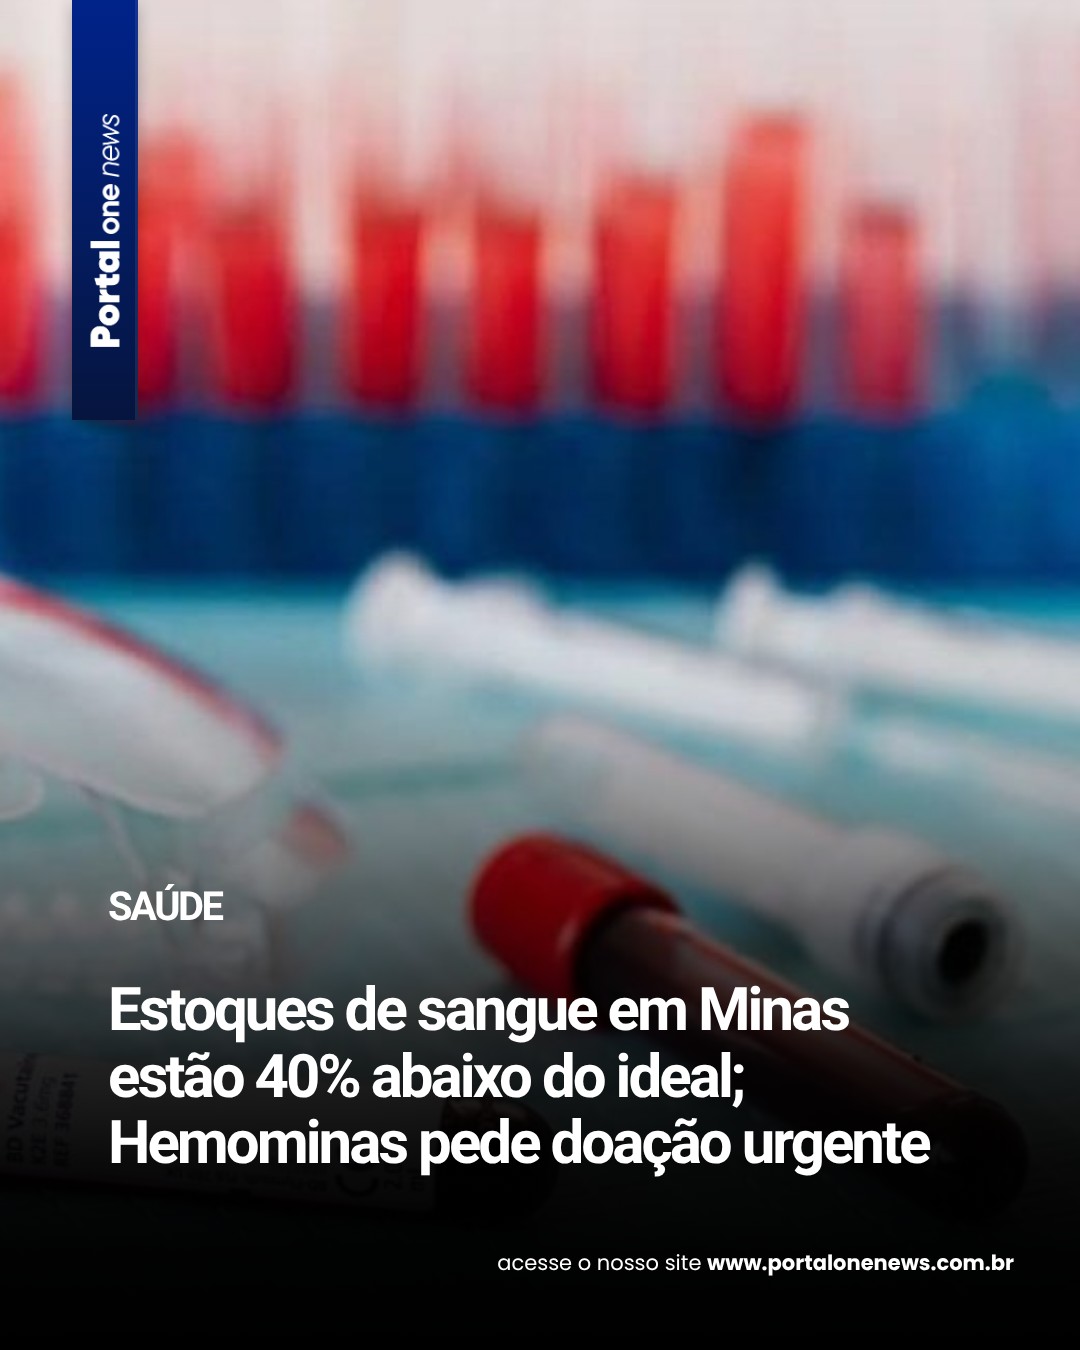 Portal one news
SAÚDE
Estoques de sangue em Minas
estão 40% abaixo do ideal;
Hemominas pede doação urgente
acesse o nosso site www.portalonenews.com.br